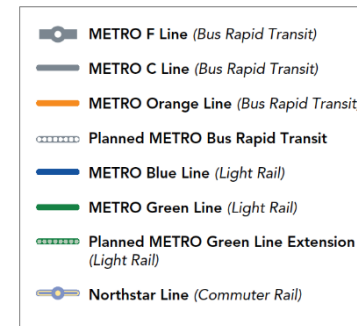 METRO F Line (Bus Rapid Transit)
METRO C Line (Bus Rapid Transit)
METRO Orange Line (Bus Rapid Transit
Planned METRO Bus Rapid Transit
METRO Blue Line (Light Rail)
METRO Green Line (Light Rail)
Planned METRO Green Line Extension
(Light Rail)
Northstar Line (Commuter Rail)